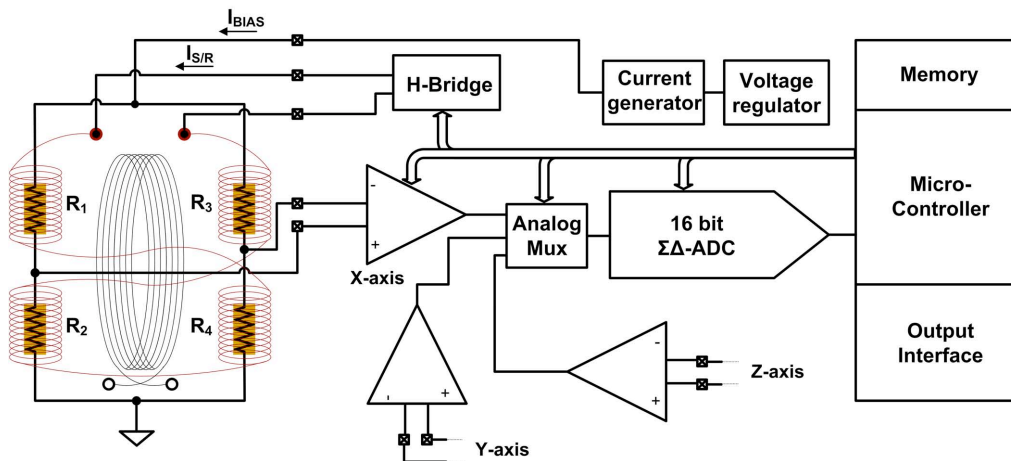 I_BIAS
I_S/R
H-Bridge
Current
generator
Voltage
regulator
Memory
R₁
R₃
-
+
X-axis
Analog
Mux
16 bit
ΣΔ-ADC
Micro-
Controller
R₂
R₄
-
+
Y-axis
-
+
Z-axis
Output
Interface